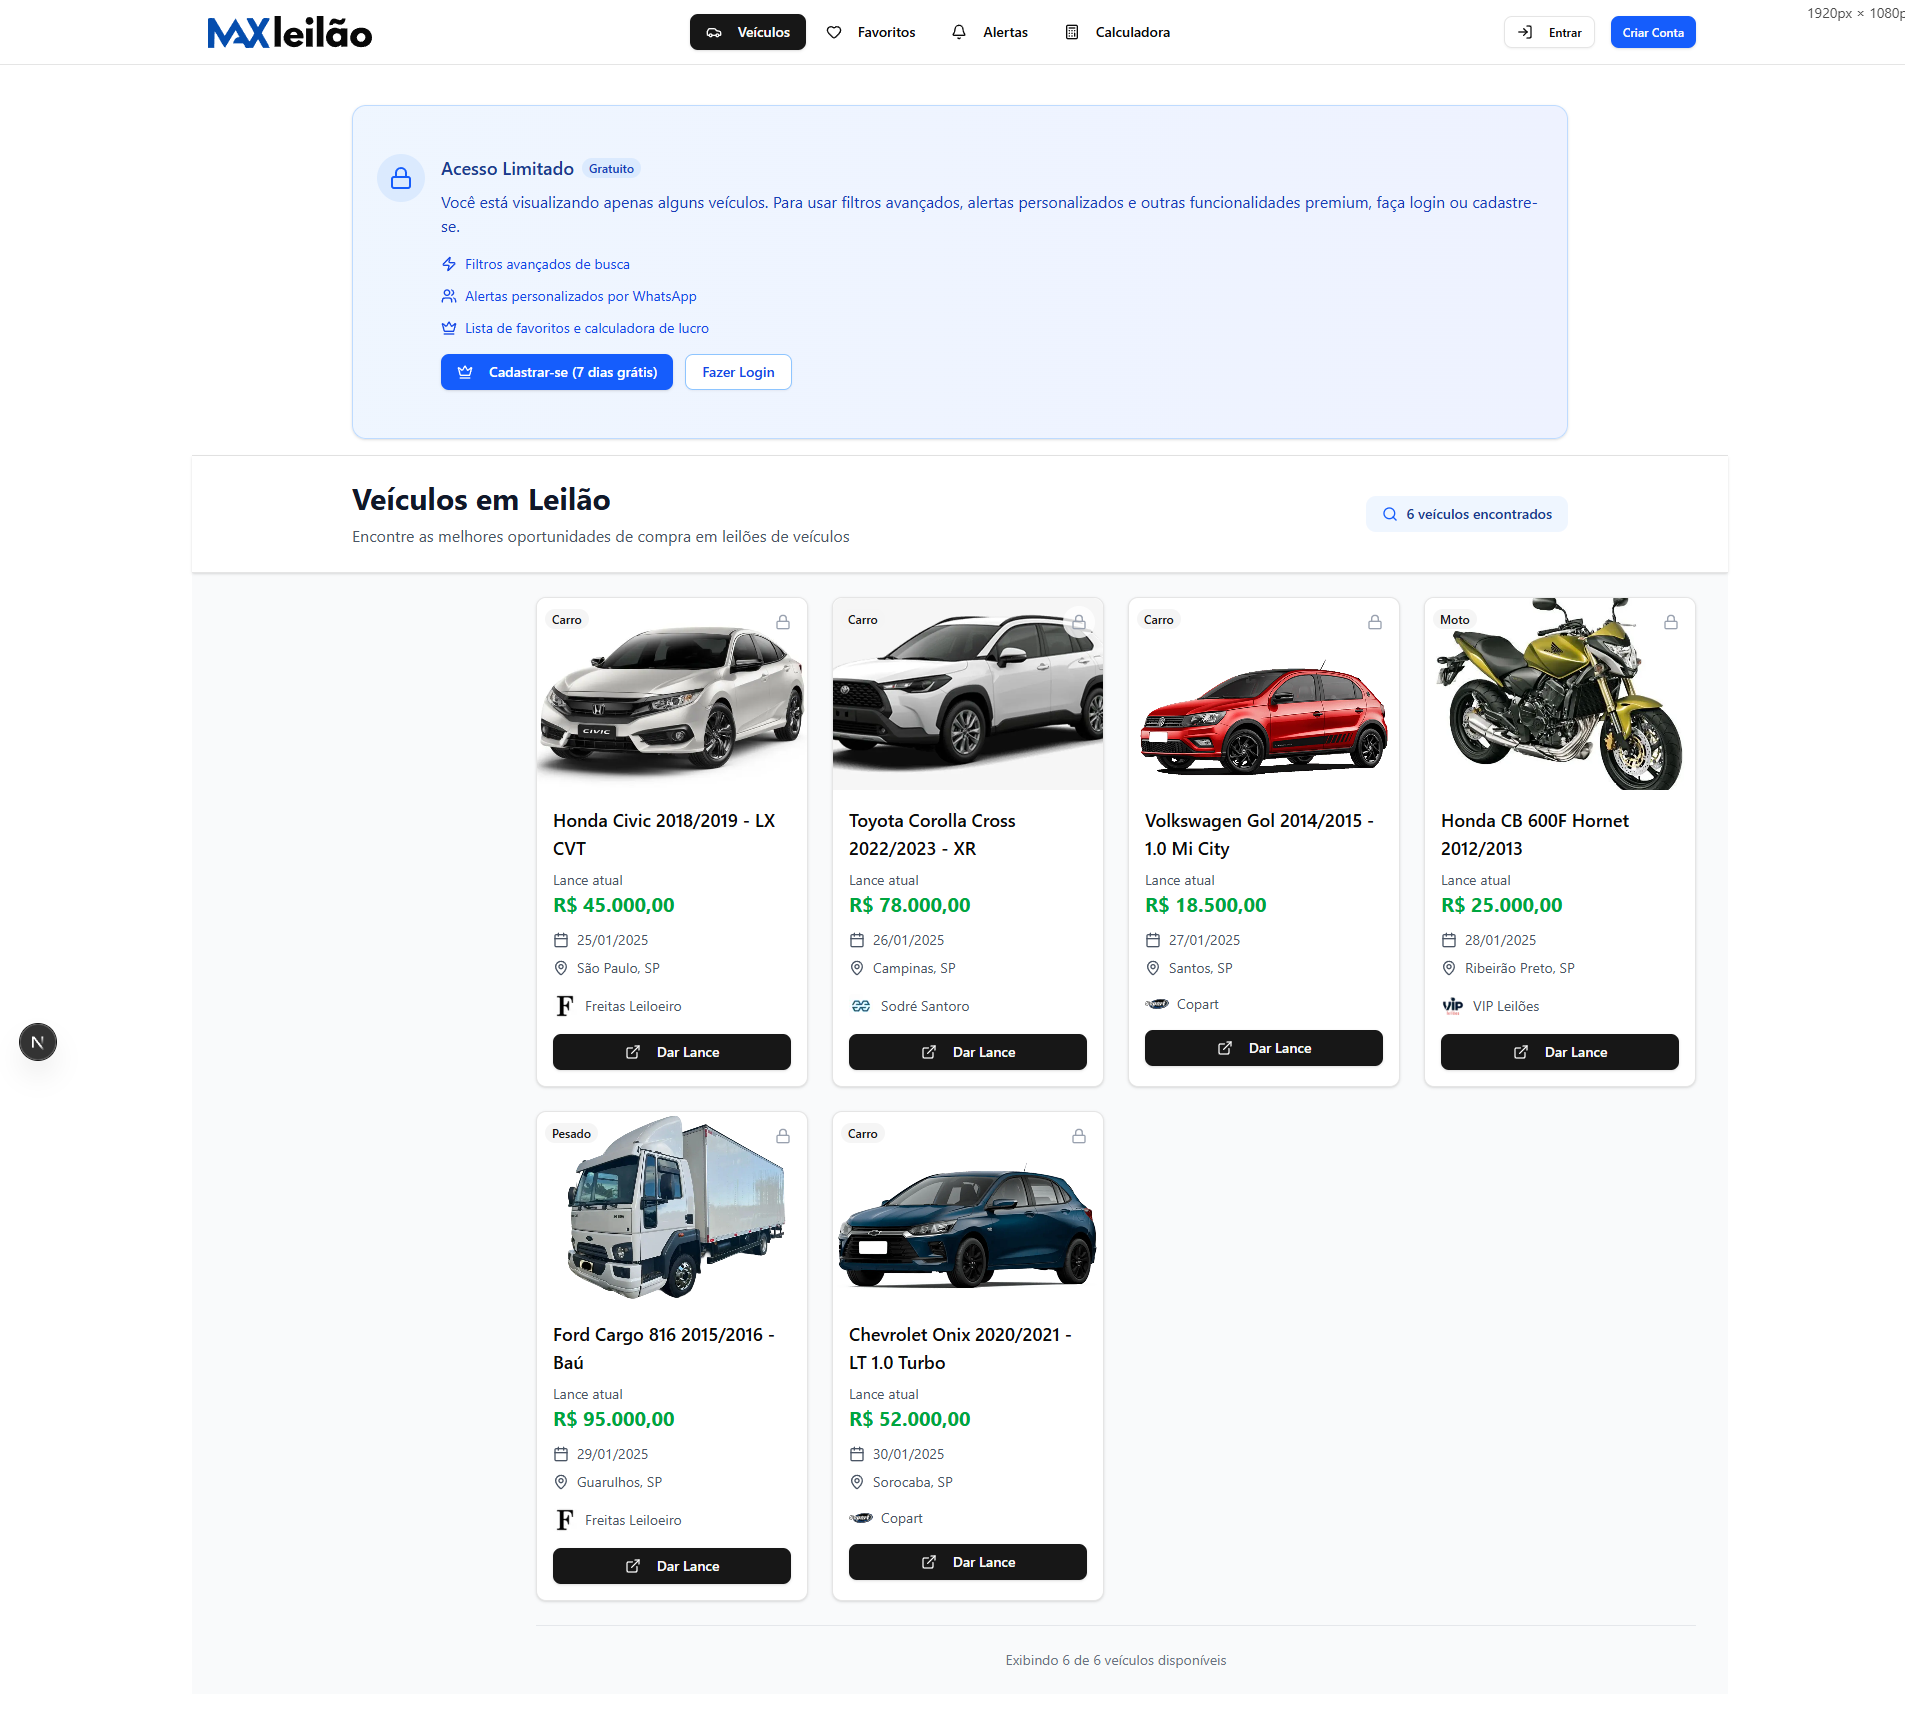 MAXleilão
Veículos
Favoritos
Alertas
Calculadora
Entrar
Criar Conta
1920px × 1080p
Acesso Limitado
Gratuito
Você está visualizando apenas alguns veículos. Para usar filtros avançados, alertas personalizados e outras funcionalidades premium, faça login ou cadastre-
se.
Filtros avançados de busca
Alertas personalizados por WhatsApp
Lista de favoritos e calculadora de lucro
Cadastrar-se (7 dias grátis)
Fazer Login
Veículos em Leilão
Encontre as melhores oportunidades de compra em leilões de veículos
6 veículos encontrados
Carro
CIVIC
Honda Civic 2018/2019 - LX
CVT
Lance atual
R$ 45.000,00
25/01/2025
São Paulo, SP
F
Freitas Leiloeiro
Dar Lance
Carro
Toyota Corolla Cross
2022/2023 - XR
Lance atual
R$ 78.000,00
26/01/2025
Campinas, SP
Sodré Santoro
Dar Lance
Carro
Volkswagen Gol 2014/2015 -
1.0 Mi City
Lance atual
R$ 18.500,00
27/01/2025
Santos, SP
Copart
Copart
Dar Lance
Moto
Honda CB 600F Hornet
2012/2013
Lance atual
R$ 25.000,00
28/01/2025
Ribeirão Preto, SP
VIP
VIP Leilões
Dar Lance
N
Pesado
Ford Cargo 816 2015/2016 -
Baú
Lance atual
R$ 95.000,00
29/01/2025
Guarulhos, SP
F
Freitas Leiloeiro
Dar Lance
Carro
Chevrolet Onix 2020/2021 -
LT 1.0 Turbo
Lance atual
R$ 52.000,00
30/01/2025
Sorocaba, SP
Copart
Copart
Dar Lance
Exibindo 6 de 6 veículos disponíveis